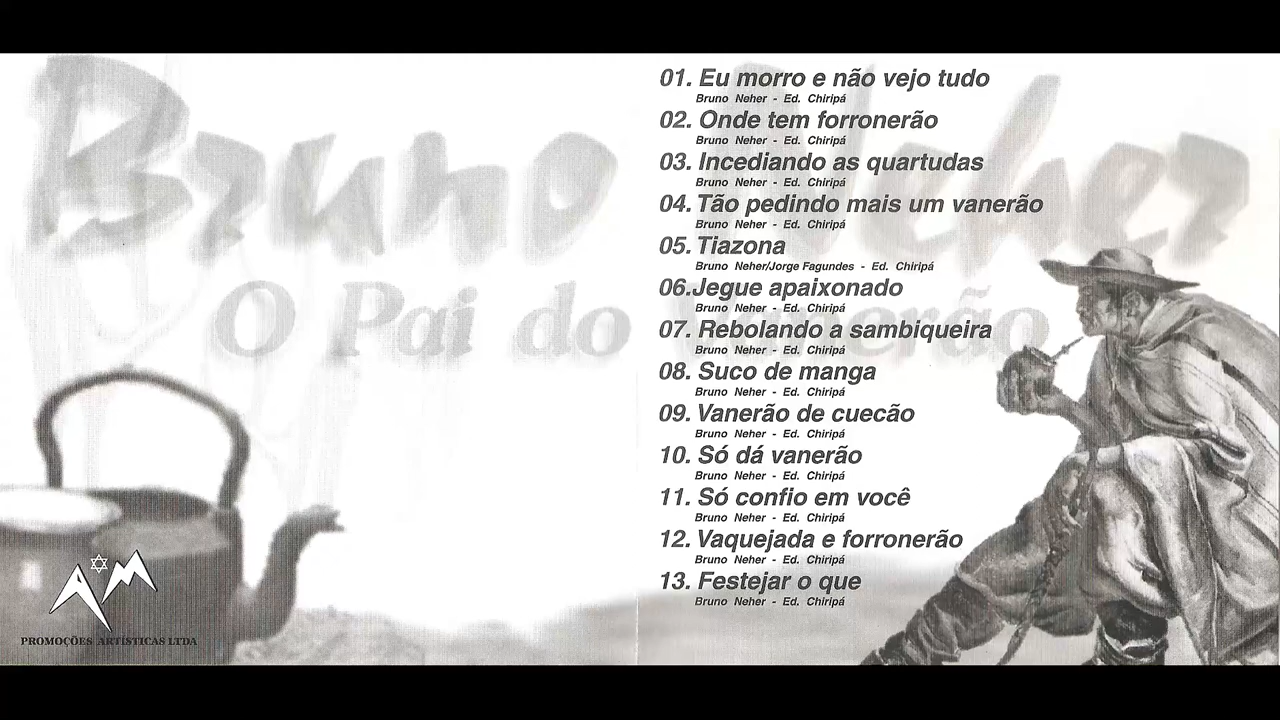 Bruno Neher
O Pai do Vanerão
01. Eu morro e não vejo tudo
Bruno Neher - Ed. Chiripá
02. Onde tem forronerão
Bruno Neher - Ed. Chiripá
03. Incediando as quartudas
Bruno Neher - Ed. Chiripá
04. Tão pedindo mais um vanerão
Bruno Neher - Ed. Chiripá
05. Tiazona
Bruno Neher/Jorge Fagundes - Ed. Chiripá
06.Jegue apaixonado
Bruno Neher - Ed. Chiripá
07. Rebolando a sambiqueira
Bruno Neher - Ed. Chiripá
08. Suco de manga
Bruno Neher - Ed. Chiripá
09. Vanerão de cuecão
Bruno Neher - Ed. Chiripá
10. Só dá vanerão
Bruno Neher - Ed. Chiripá
11. Só confio em você
Bruno Neher - Ed. Chiripá
12. Vaquejada e forronerão
Bruno Neher - Ed. Chiripá
13. Festejar o que
Bruno Neher - Ed. Chiripá
AM
PROMOÇÕES ARTÍSTICAS LTDA